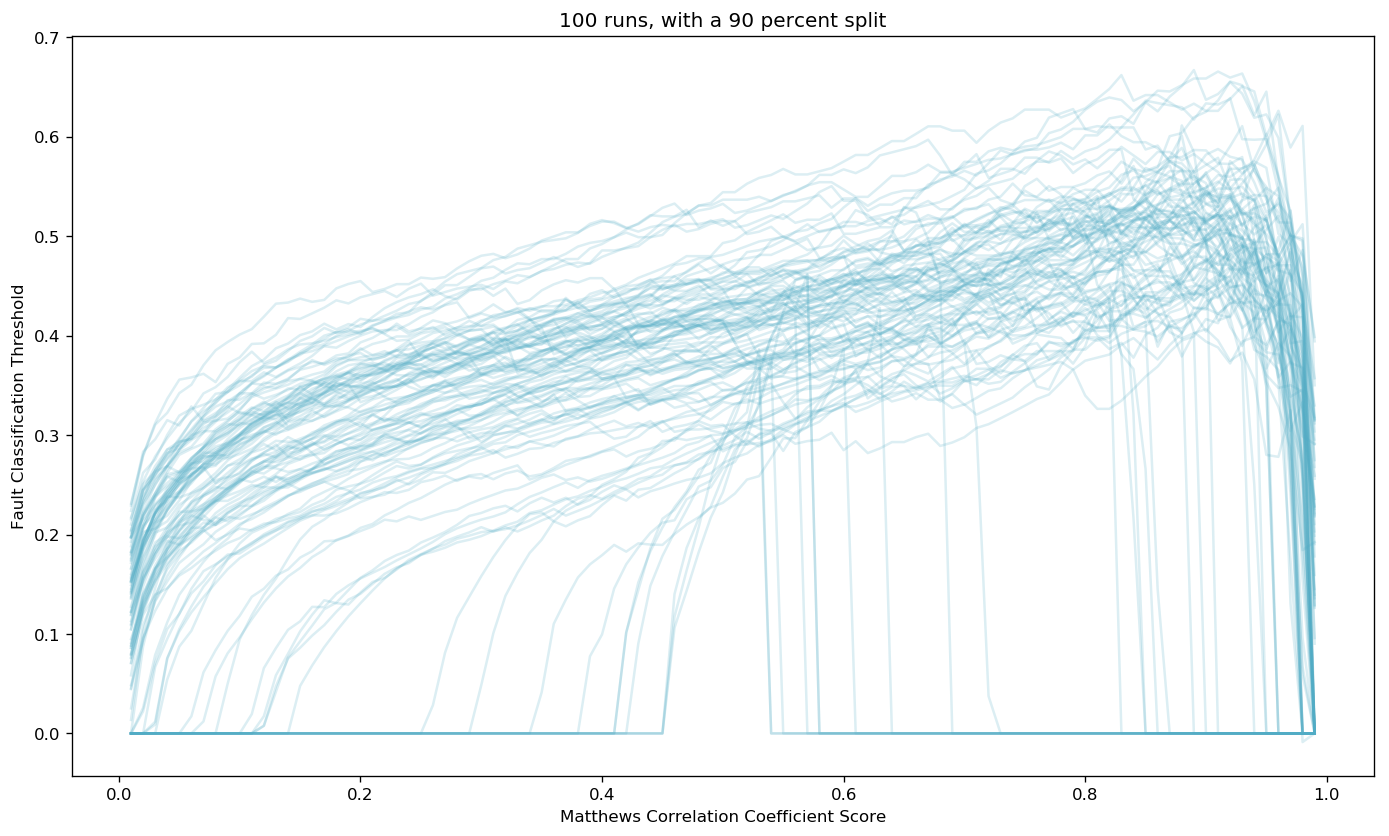 100 runs, with a 90 percent split
Fault Classification Threshold
0.7
0.6
0.5
0.4
0.3
0.2
0.1
0.0
0.0 0.2 0.4 0.6 0.8 1.0
Matthews Correlation Coefficient Score